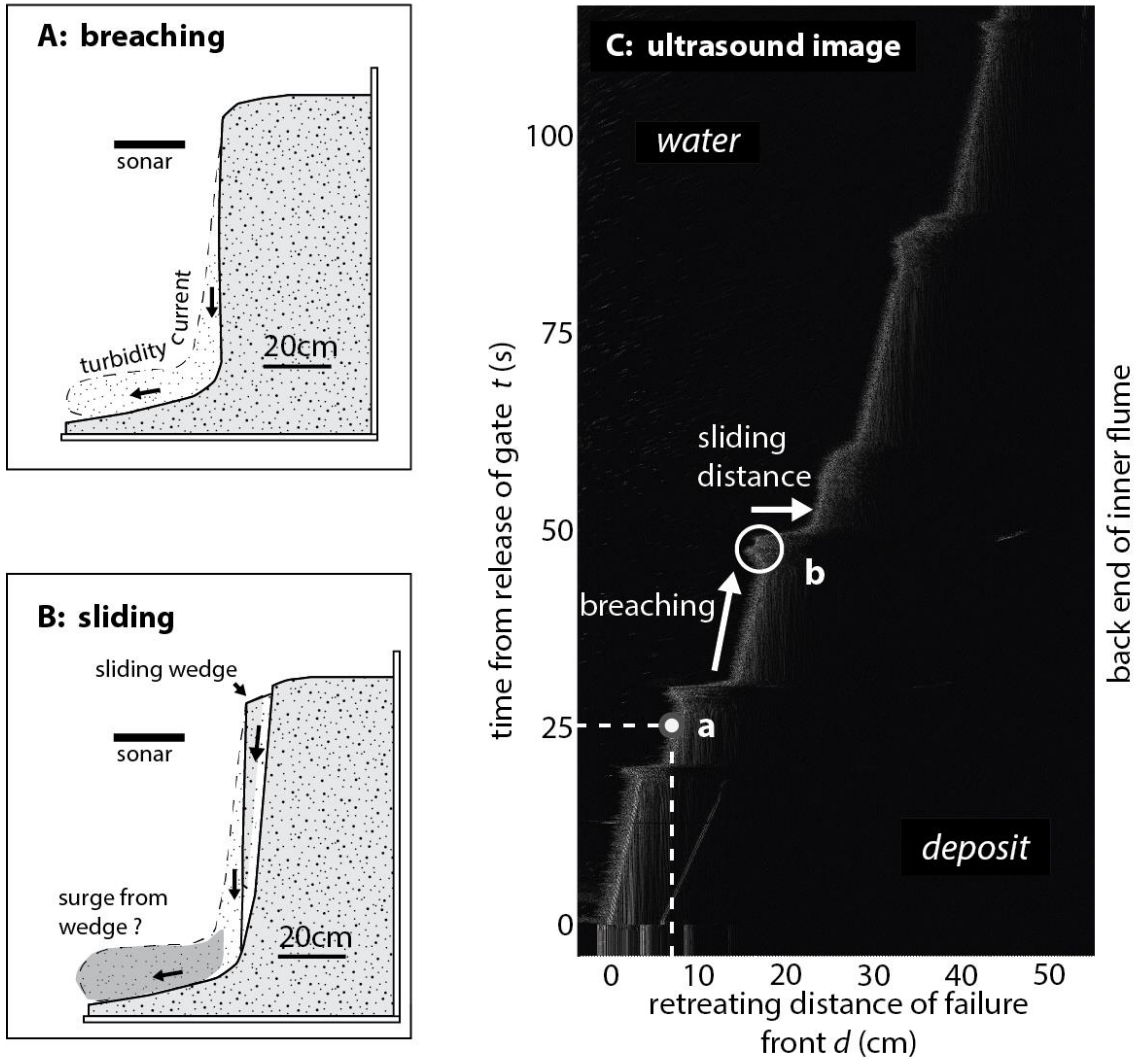 A: breaching
sonar
turbidity current
20cm
B: sliding
sliding wedge
sonar
surge from
wedge ?
20cm
C: ultrasound image
water
100
75
50
25
0
time from release of gate t (s)
sliding
distance
breaching
b
a
deposit
0 10 20 30 40 50
retreating distance of failure
front d (cm)
back end of inner flume